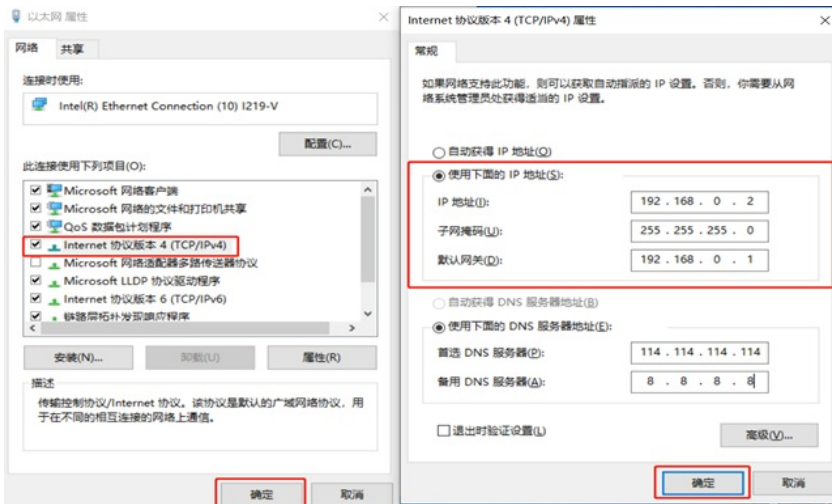 以太网 属性
网络
共享
连接时使用:
Intel(R) Ethernet Connection (10) I219-V
配置(C)...
此连接使用下列项目(O):
Microsoft 网络客户端
Microsoft 网络的文件和打印机共享
QoS 数据包计划程序
Internet 协议版本 4 (TCP/IPv4)
Microsoft 网络适配器多路传送器协议
Microsoft LLDP 协议驱动程序
Internet 协议版本 6 (TCP/IPv6)
链路层拓扑发现响应程序
安装(N)...
卸载(U)
属性(R)
描述
传输控制协议/Internet 协议。该协议是默认的广域网络协议，用
于在不同的相互连接的网络上通信。
确定
取消
Internet 协议版本 4 (TCP/IPv4) 属性
常规
如果网络支持此功能，则可以获取自动指派的 IP 设置。否则，你需要从网
络系统管理员处获得适当的 IP 设置。
自动获得 IP 地址(O)
使用下面的 IP 地址(S):
IP 地址(I):
192 . 168 . 0 . 2
子网掩码(U):
255 . 255 . 255 . 0
默认网关(D):
192 . 168 . 0 . 1
自动获得 DNS 服务器地址(B)
使用下面的 DNS 服务器地址(E):
首选 DNS 服务器(P):
114 . 114 . 114 . 114
备用 DNS 服务器(A):
8 . 8 . 8 . 8
退出时验证设置(L)
高级(V)...
确定
取消